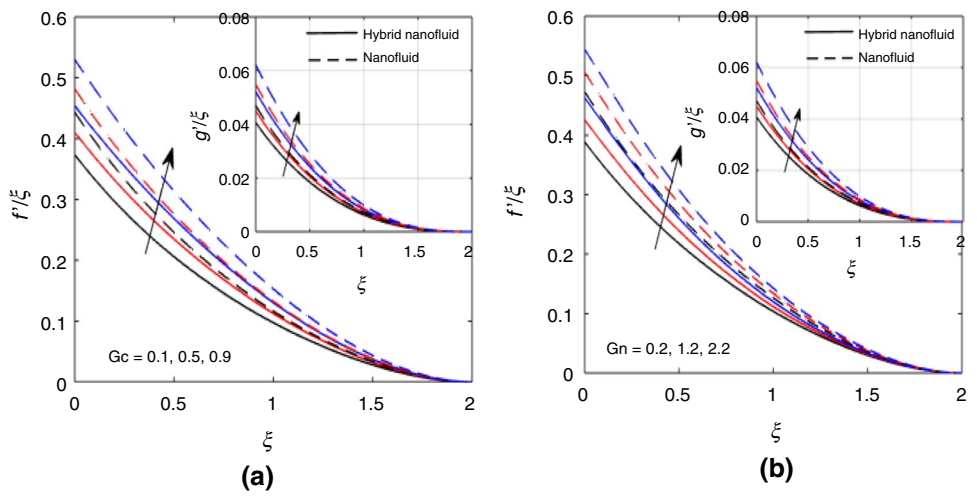 0.6
0.5
0.4
0.3
0.2
0.1
0
f'/ξ
0 0.5 1 1.5 2
ξ
Gc = 0.1, 0.5, 0.9
0.08
0.06
0.04
0.02
0
g'/ξ
0 0.5 1 1.5 2
ξ
Hybrid nanofluid
Nanofluid
(a)
0.6
0.5
0.4
0.3
0.2
0.1
0
f'/ξ
0 0.5 1 1.5 2
ξ
Gn = 0.2, 1.2, 2.2
0.08
0.06
0.04
0.02
0
g'/ξ
0 0.5 1 1.5 2
ξ
Hybrid nanofluid
Nanofluid
(b)